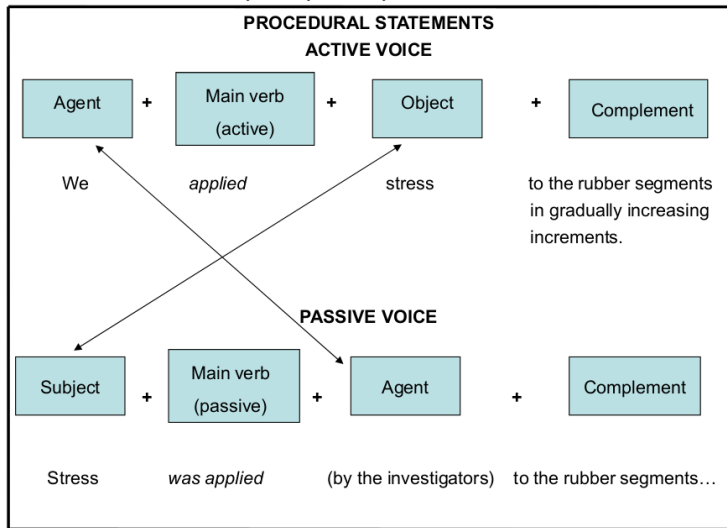 PROCEDURAL STATEMENTS
ACTIVE VOICE
Agent + Main verb (active) + Object + Complement
We applied stress to the rubber segments
in gradually increasing
increments.
PASSIVE VOICE
Subject + Main verb (passive) + Agent + Complement
Stress was applied (by the investigators) to the rubber segments…